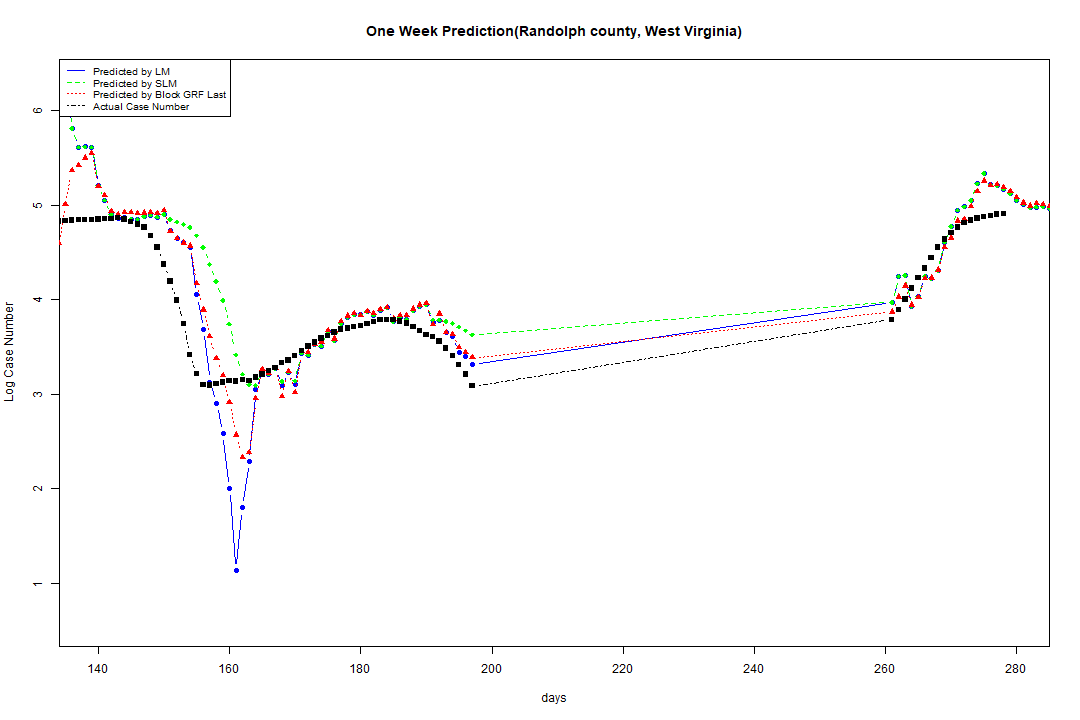 One Week Prediction(Randolph county, West Virginia)
Predicted by LM
Predicted by SLM
Predicted by Block GRF Last
Actual Case Number
6
5
4
3
2
1
Log Case Number
140 160 180 200 220 240 260 280
days